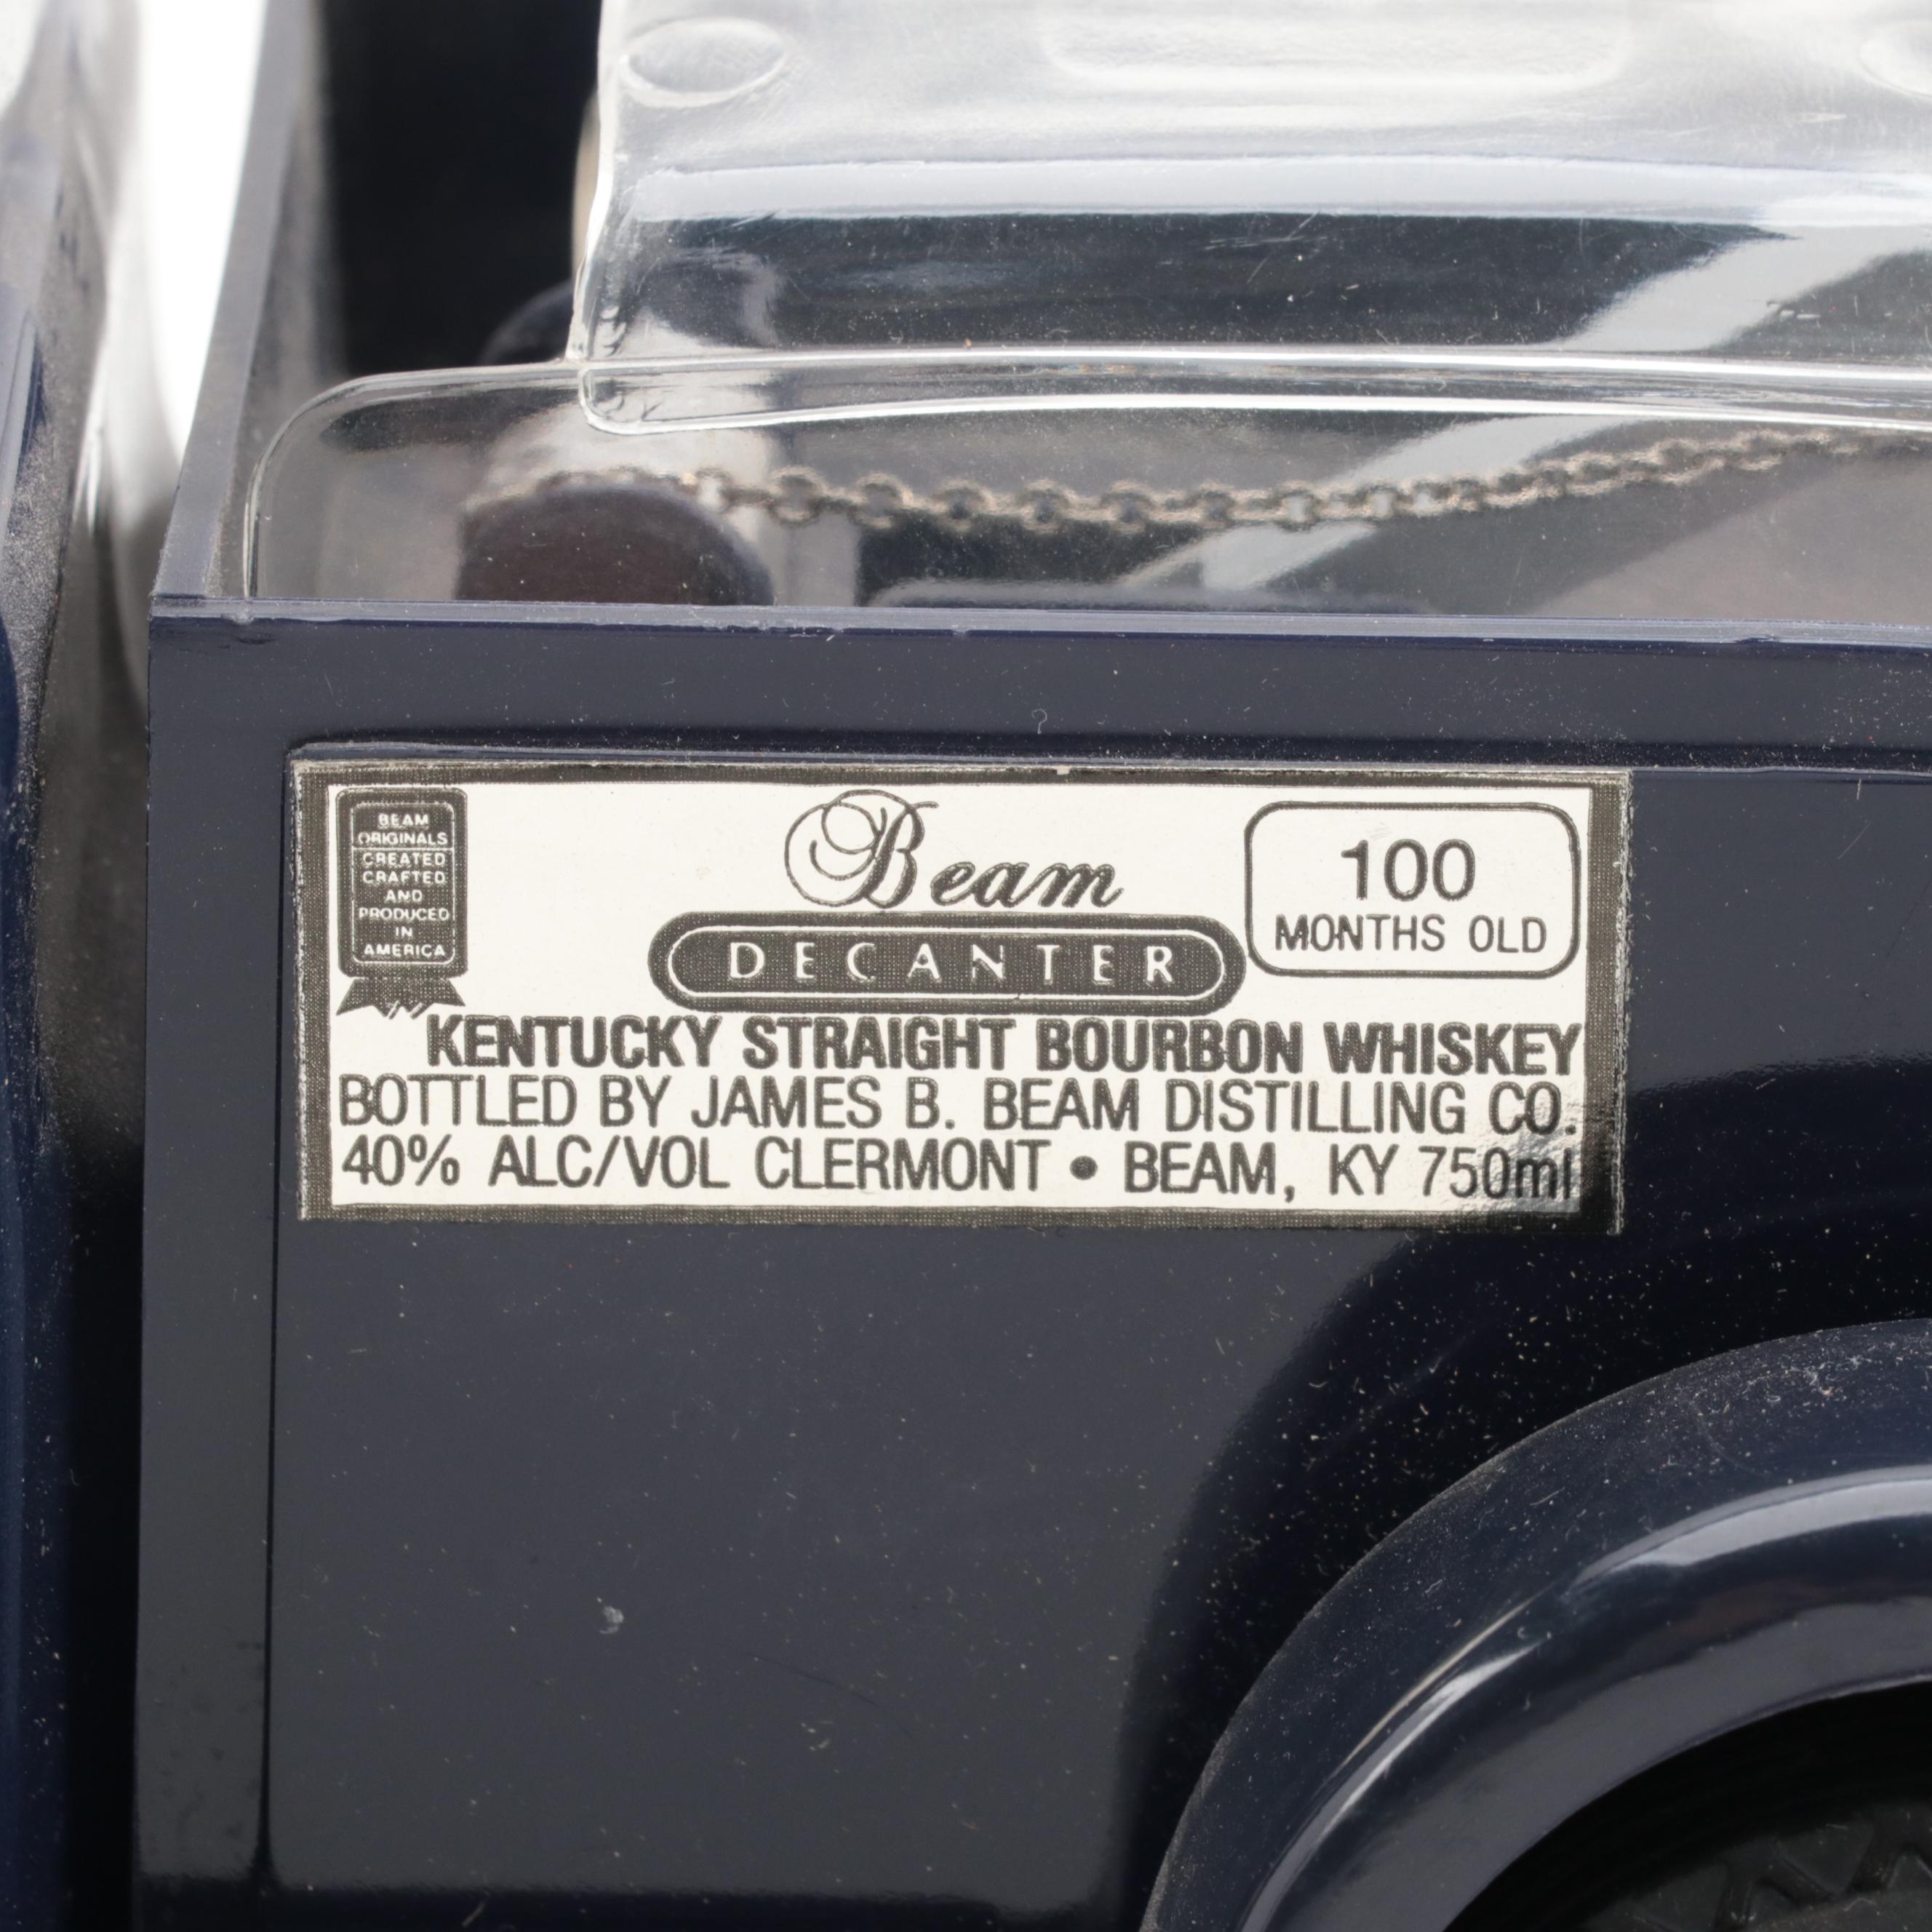 BEAM
ORIGINALS
CREATED
CRAFTED
AND
PRODUCED
IN
AMERICA
Beam
DECANTER
100
MONTHS OLD
KENTUCKY STRAIGHT BOURBON WHISKEY
BOTTLED BY JAMES B. BEAM DISTILLING CO.
40% ALC/VOL CLERMONT • BEAM, KY 750ml